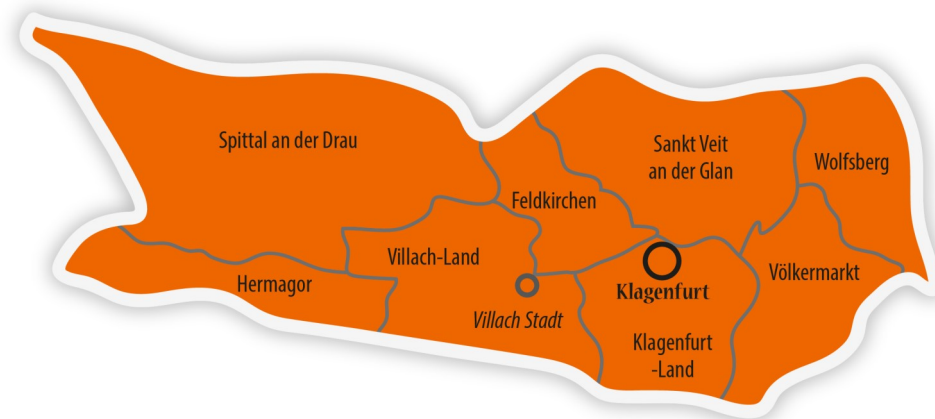 Spittal an der Drau
Sankt Veit
an der Glan
Wolfsberg
Feldkirchen
Villach-Land
Völkermarkt
Hermagor
Klagenfurt
Villach Stadt
Klagenfurt
-Land